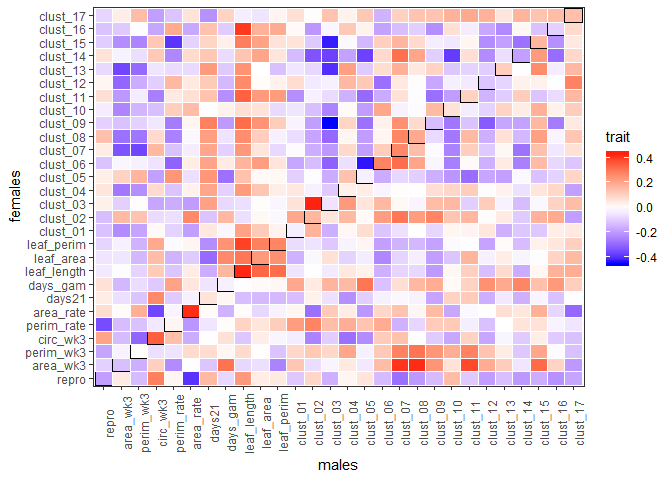 clust_17
clust_16
clust_15
clust_14
clust_13
clust_12
clust_11
clust_10
clust_09
clust_08
clust_07
clust_06
clust_05
clust_04
clust_03
clust_02
clust_01
leaf_perim
leaf_area
leaf_length
days_gam
days21
area_rate
perim_rate
circ_wk3
perim_wk3
area_wk3
repro
females
repro
area_wk3
perim_wk3
circ_wk3
perim_rate
area_rate
days21
days_gam
leaf_length
leaf_area
leaf_perim
clust_01
clust_02
clust_03
clust_04
clust_05
clust_06
clust_07
clust_08
clust_09
clust_10
clust_11
clust_12
clust_13
clust_14
clust_15
clust_16
clust_17
males
trait
0.4
0.2
0.0
-0.2
-0.4